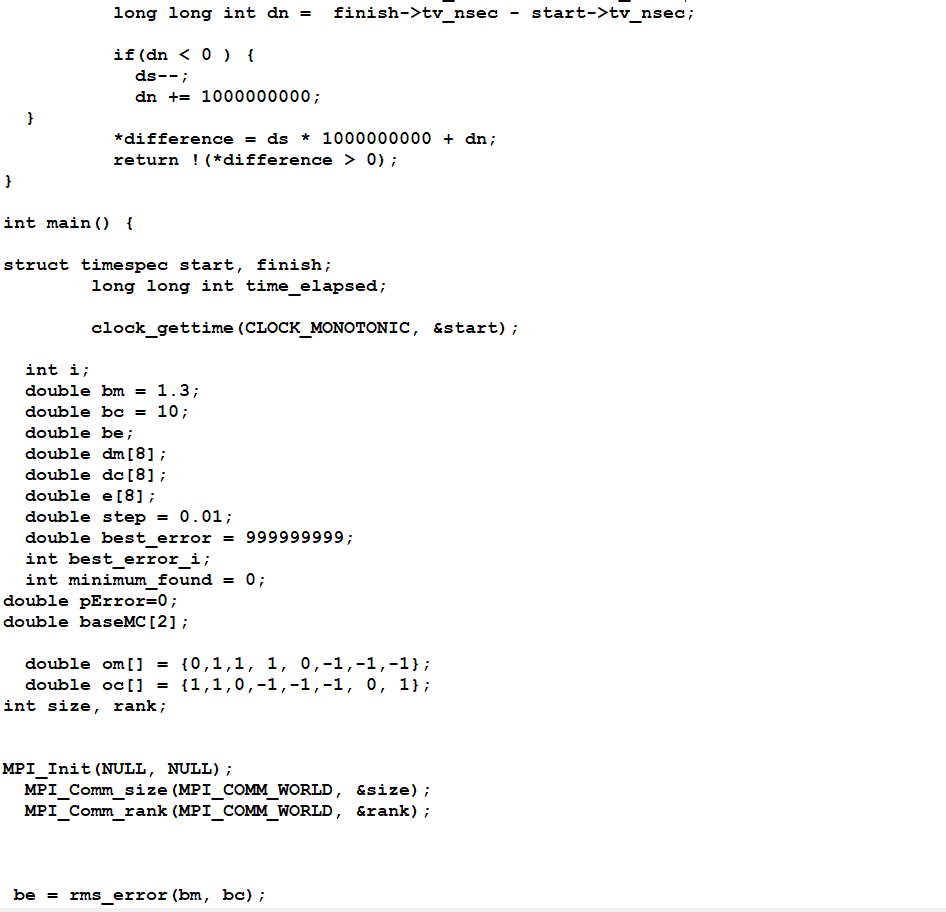 long long int dn =  finish->tv_nsec - start->tv_nsec;
if(dn < 0 ) {
ds--;
dn += 1000000000;
}
*difference = ds * 1000000000 + dn;
return !(*difference > 0);
}
int main() {
struct timespec start, finish;
long long int time_elapsed;
clock_gettime(CLOCK_MONOTONIC, &start);
int i;
double bm = 1.3;
double bc = 10;
double be;
double dm[8];
double dc[8];
double e[8];
double step = 0.01;
double best_error = 999999999;
int best_error_i;
int minimum_found = 0;
double pError=0;
double baseMC[2];
double om[] = {0,1,1, 1, 0,-1,-1,-1};
double oc[] = {1,1,0,-1,-1,-1, 0, 1};
int size, rank;
MPI_Init(NULL, NULL);
MPI_Comm_size(MPI_COMM_WORLD, &size);
MPI_Comm_rank(MPI_COMM_WORLD, &rank);
be = rms_error(bm, bc);